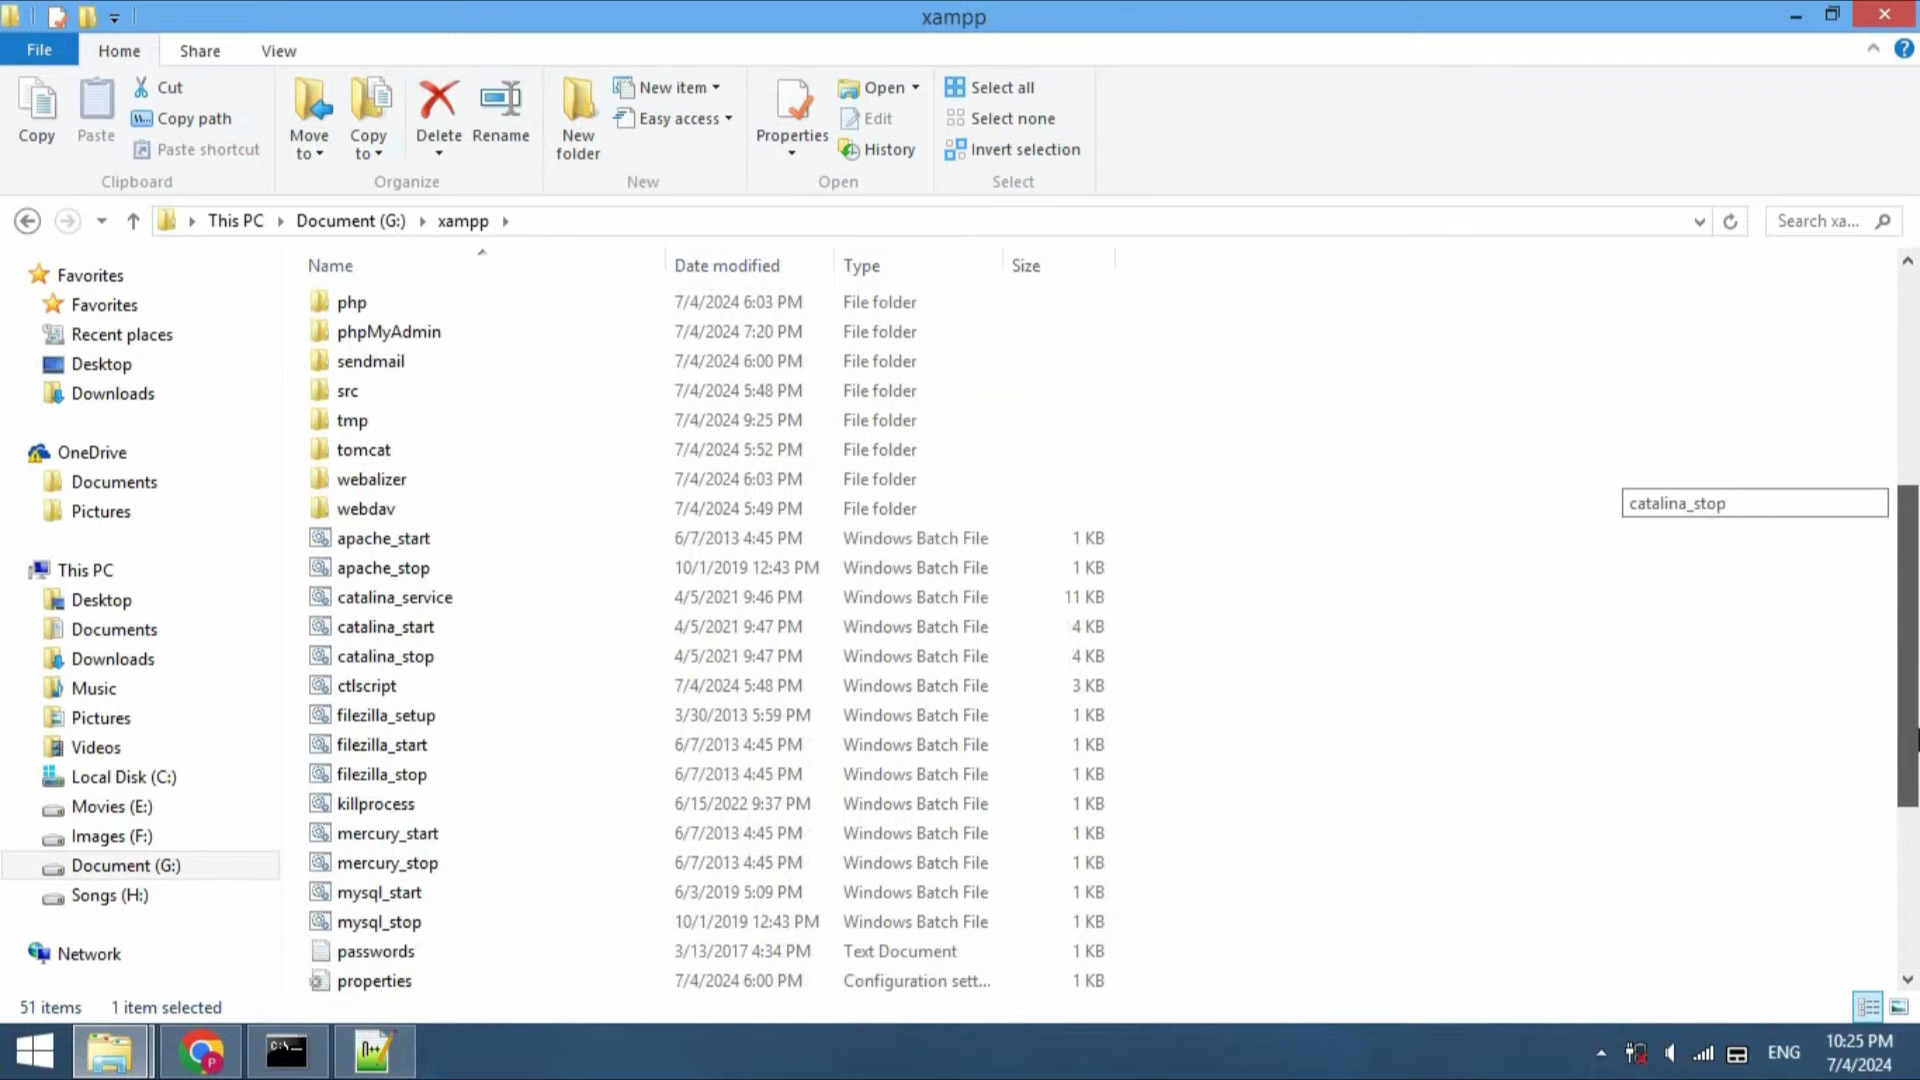 xampp
File Home Share View
Copy
Paste
Cut
Copy path
Paste shortcut
Clipboard
Move to
Copy to
Delete
Rename
Organize
New folder
New item
Easy access
New
Properties
Open
Edit
History
Open
Select all
Select none
Invert selection
Select
This PC Document (G:) xampp
Search xa...
Favorites
Favorites
Recent places
Desktop
Downloads
OneDrive
Documents
Pictures
This PC
Desktop
Documents
Downloads
Music
Pictures
Videos
Local Disk (C:)
Movies (E:)
Images (F:)
Document (G:)
Songs (H:)
Network
Name Date modified Type Size
php 7/4/2024 6:03 PM File folder
phpMyAdmin 7/4/2024 7:20 PM File folder
sendmail 7/4/2024 6:00 PM File folder
src 7/4/2024 5:48 PM File folder
tmp 7/4/2024 9:25 PM File folder
tomcat 7/4/2024 5:52 PM File folder
webalizer 7/4/2024 6:03 PM File folder
webdav 7/4/2024 5:49 PM File folder
apache_start 6/7/2013 4:45 PM Windows Batch File 1 KB
apache_stop 10/1/2019 12:43 PM Windows Batch File 1 KB
catalina_service 4/5/2021 9:46 PM Windows Batch File 11 KB
catalina_start 4/5/2021 9:47 PM Windows Batch File 4 KB
catalina_stop 4/5/2021 9:47 PM Windows Batch File 4 KB
ctlscript 7/4/2024 5:48 PM Windows Batch File 3 KB
filezilla_setup 3/30/2013 5:59 PM Windows Batch File 1 KB
filezilla_start 6/7/2013 4:45 PM Windows Batch File 1 KB
filezilla_stop 6/7/2013 4:45 PM Windows Batch File 1 KB
killprocess 6/15/2022 9:37 PM Windows Batch File 1 KB
mercury_start 6/7/2013 4:45 PM Windows Batch File 1 KB
mercury_stop 6/7/2013 4:45 PM Windows Batch File 1 KB
mysql_start 6/3/2019 5:09 PM Windows Batch File 1 KB
mysql_stop 10/1/2019 12:43 PM Windows Batch File 1 KB
passwords 3/13/2017 4:34 PM Text Document 1 KB
properties 7/4/2024 6:00 PM Configuration sett... 1 KB
catalina_stop
51 items 1 item selected
C:\
P
n++
ENG
10:25 PM
7/4/2024